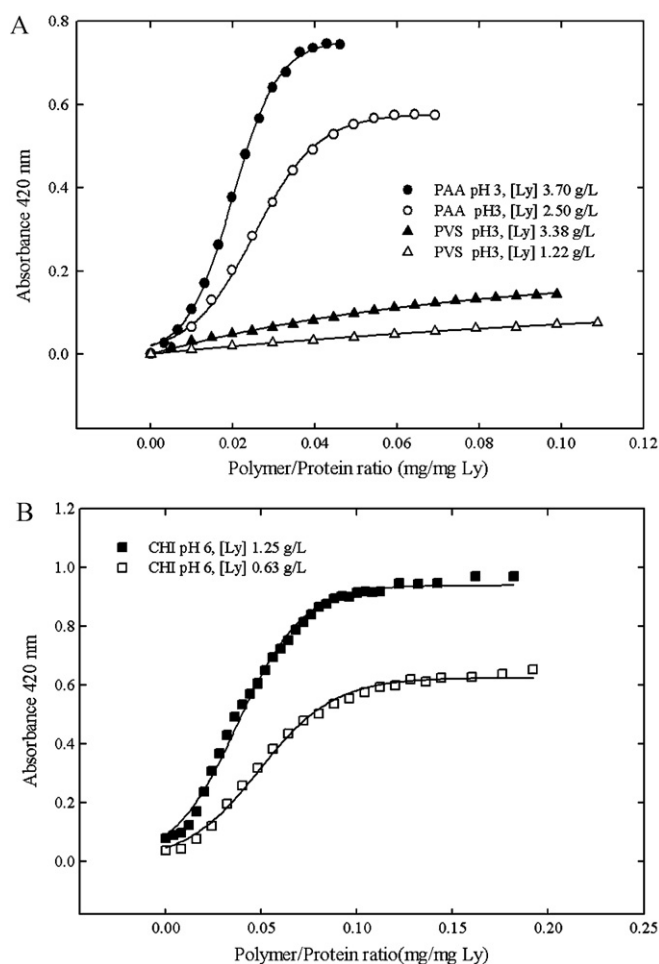 A
0.8
0.6
0.4
0.2
0.0
Absorbance 420 nm
PAA pH 3, [Ly] 3.70 g/L
PAA pH3, [Ly] 2.50 g/L
PVS pH3, [Ly] 3.38 g/L
PVS pH3, [Ly] 1.22 g/L
0.00 0.02 0.04 0.06 0.08 0.10 0.12
Polymer/Protein ratio (mg/mg Ly)
B
1.2
1.0
0.8
0.6
0.4
0.2
0.0
Absorbance 420 nm
CHI pH 6, [Ly] 1.25 g/L
CHI pH 6, [Ly] 0.63 g/L
0.00 0.05 0.10 0.15 0.20 0.25
Polymer/Protein ratio(mg/mg Ly)